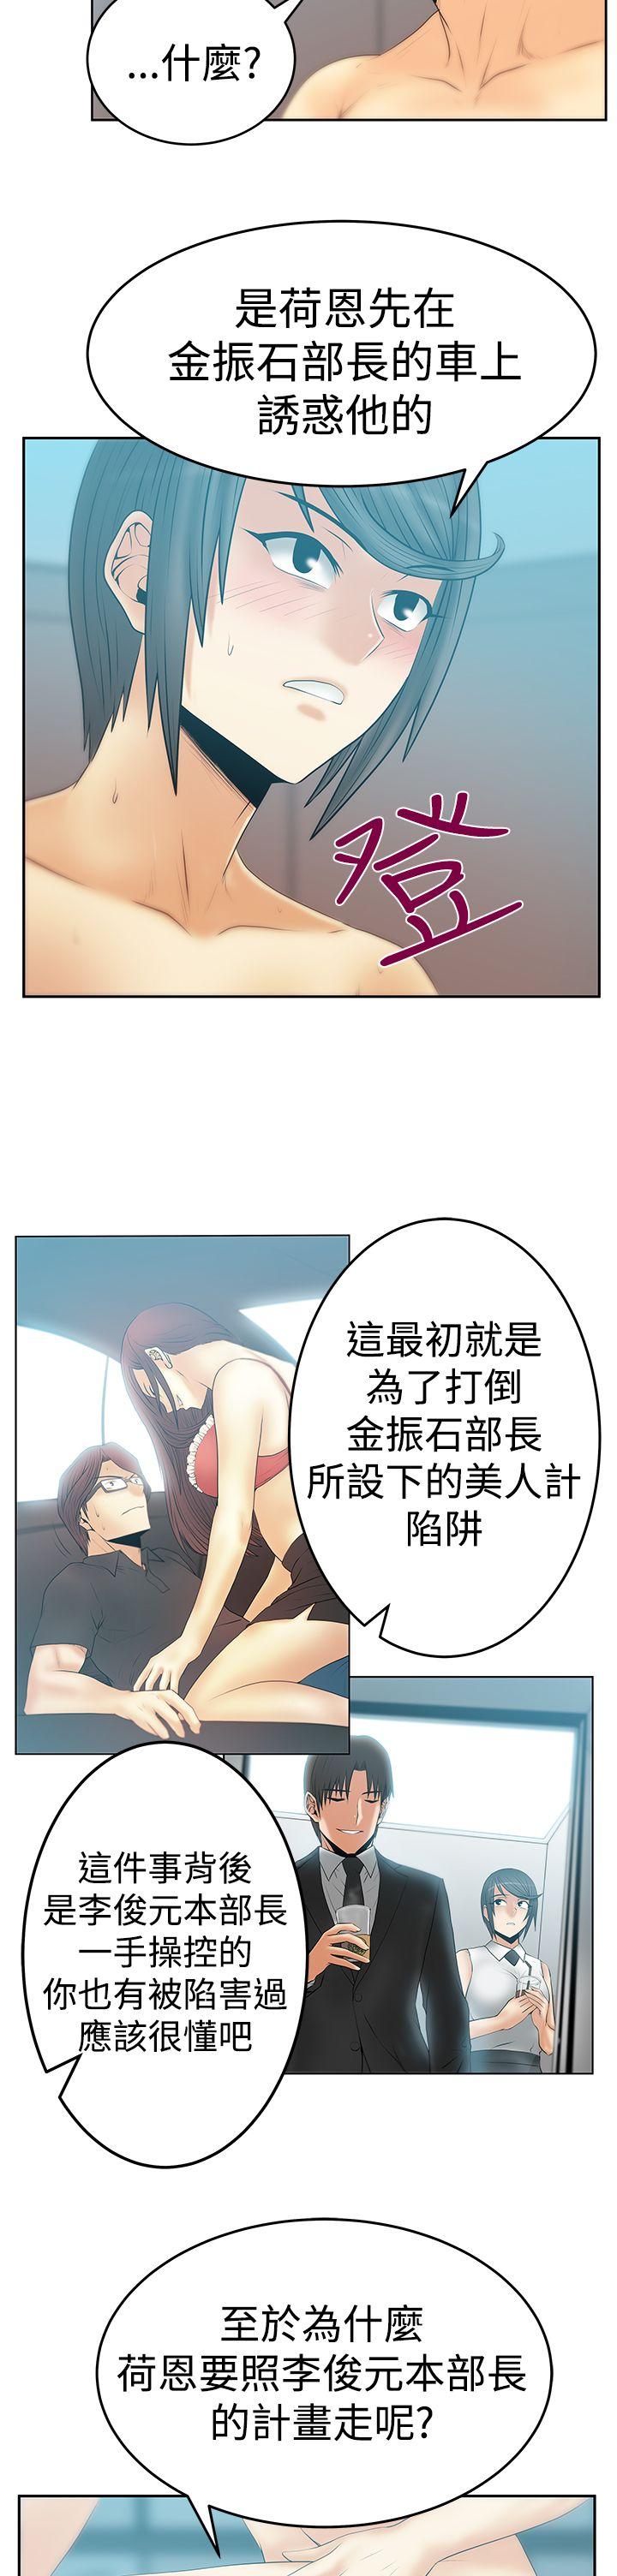 ...什麼?
是荷恩先在
金振石部長的車上
誘惑他的
登
這最初就是
為了打倒
金振石部長
所設下的美人計
陷阱
這件事背後
是李俊元本部長
一手操控的
你也有被陷害過
應該很懂吧
至於為什麼
荷恩要照李俊元本部長
的計畫走呢?